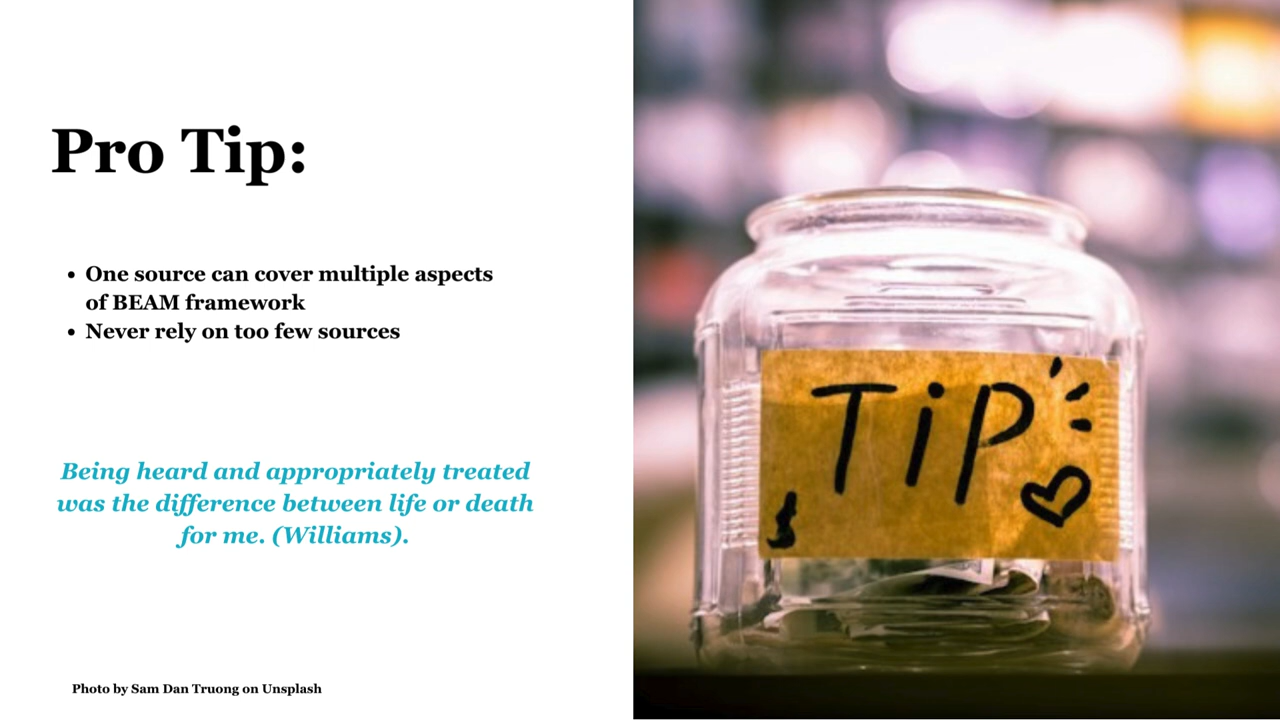 Pro Tip:
• One source can cover multiple aspects
of BEAM framework
• Never rely on too few sources
Being heard and appropriately treated
was the difference between life or death
for me. (Williams).
Photo by Sam Dan Truong on Unsplash
TiP
$